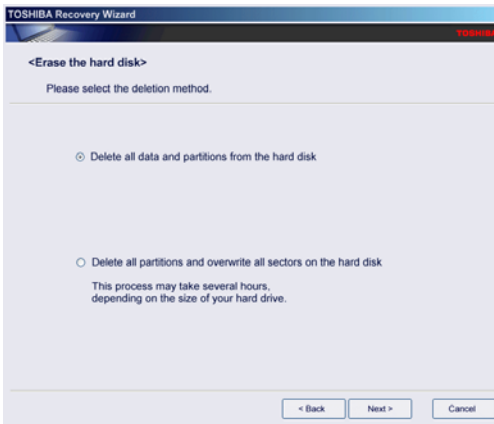 TOSHIBA Recovery Wizard
TOSHIBA
<Erase the hard disk>
Please select the deletion method.
Delete all data and partitions from the hard disk
Delete all partitions and overwrite all sectors on the hard disk
This process may take several hours,
depending on the size of your hard drive.
< Back Next > Cancel